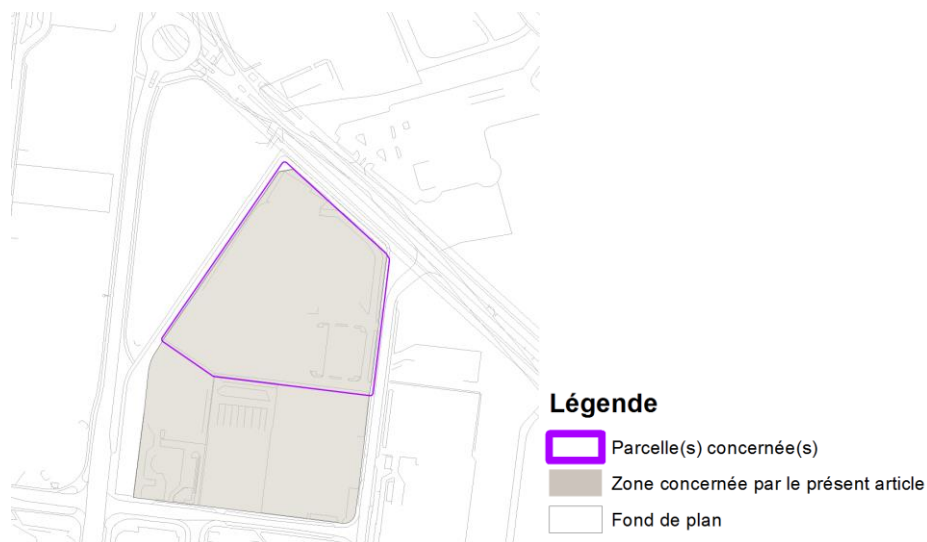 Légende
Parcelle(s) concernée(s)
Zone concernée par le présent article
Fond de plan